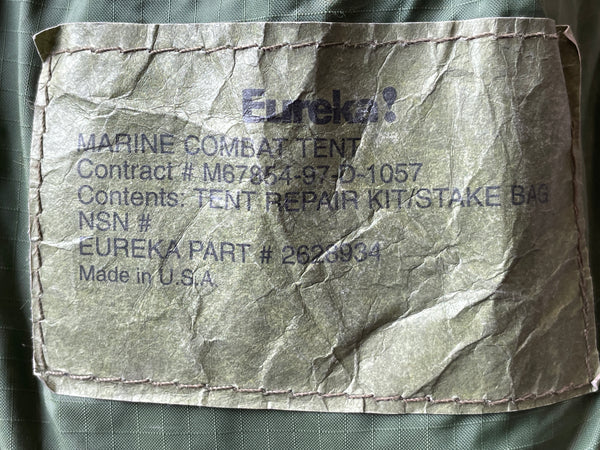 Eureka!
MARINE COMBAT TENT
Contract # M67854-97-D-1057
Contents: TENT REPAIR KIT/STAKE BAG
NSN #
EUREKA PART # 2628934
Made in U.S.A.